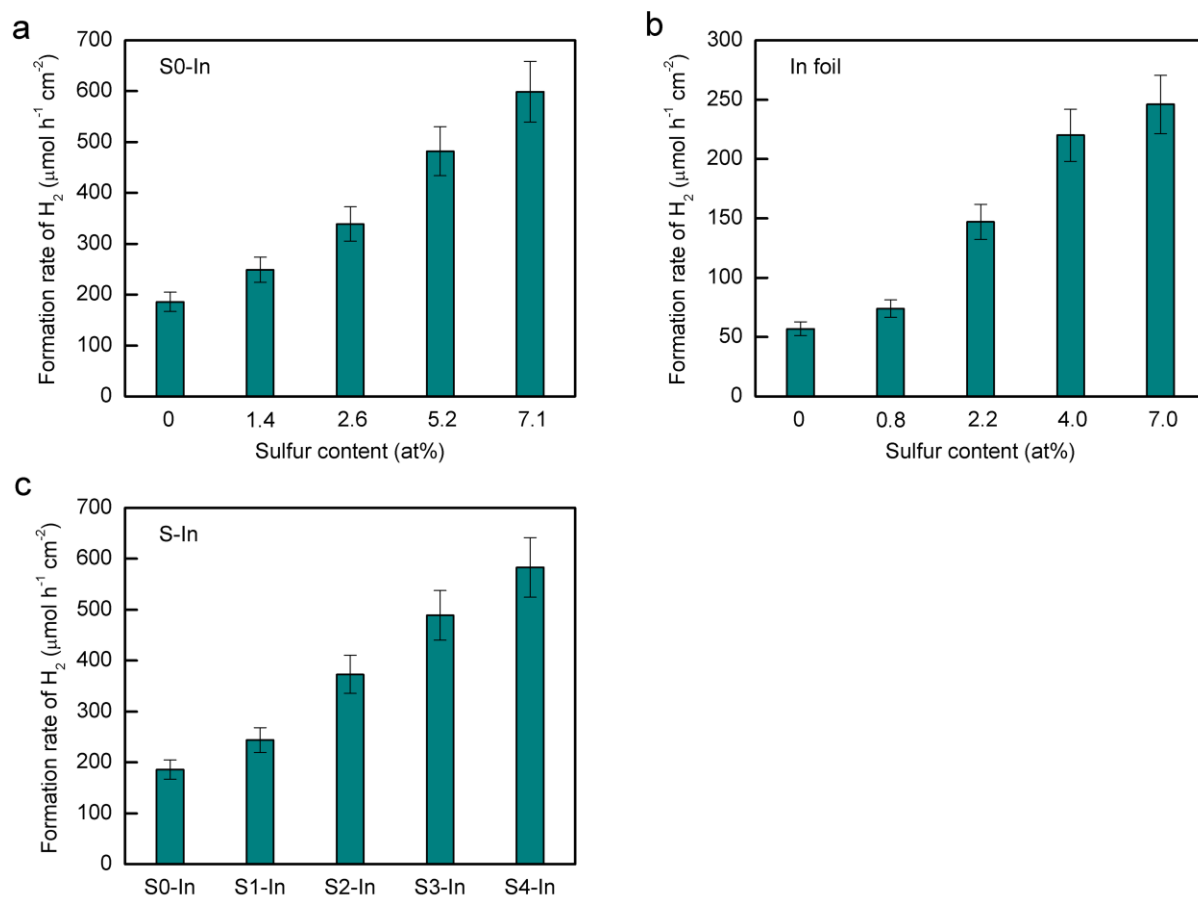 a
S0-In
Formation rate of H₂ (μmol h⁻¹ cm⁻²)
700
600
500
400
300
200
100
0
0 1.4 2.6 5.2 7.1
Sulfur content (at%)
b
In foil
Formation rate of H₂ (μmol h⁻¹ cm⁻²)
300
250
200
150
100
50
0
0 0.8 2.2 4.0 7.0
Sulfur content (at%)
c
S-In
Formation rate of H₂ (μmol h⁻¹ cm⁻²)
700
600
500
400
300
200
100
0
S0-In S1-In S2-In S3-In S4-In